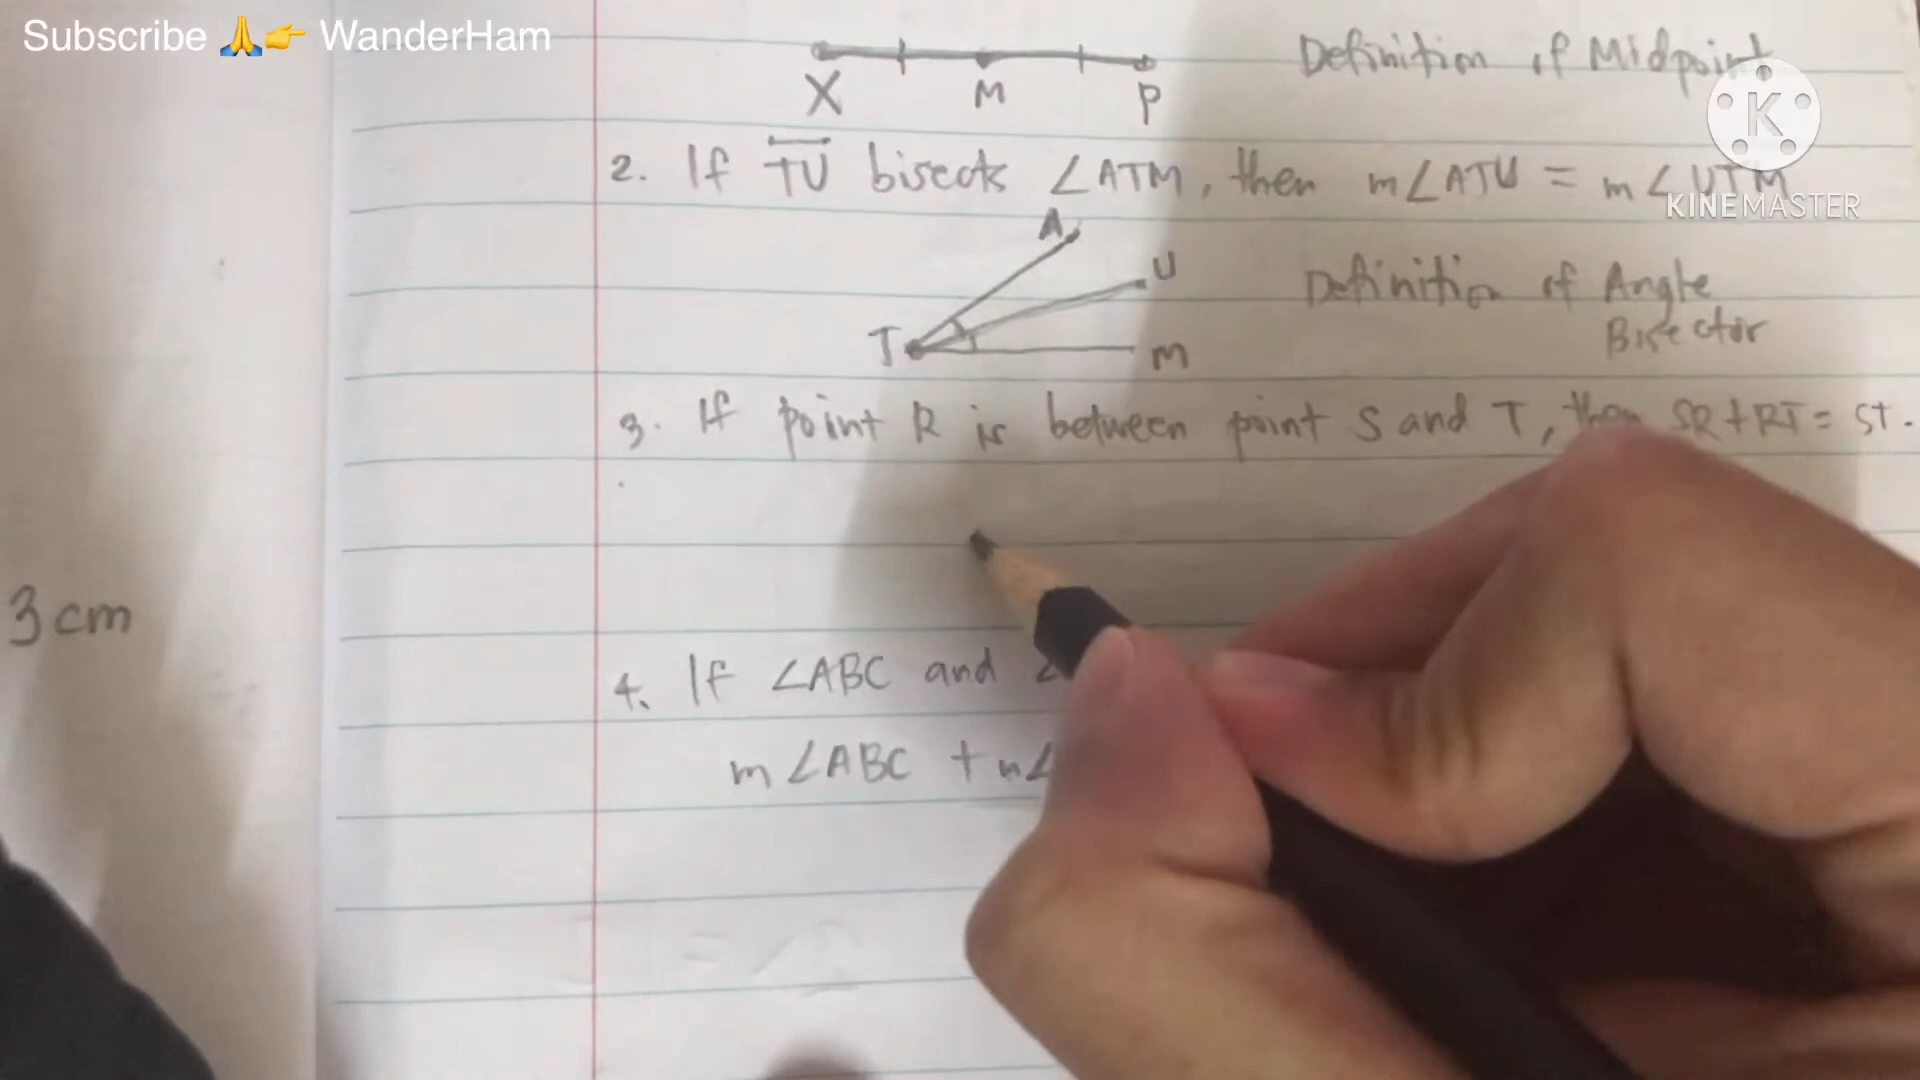 Subscribe 🙏👉 WanderHam
X M P
Definition of Midpoint
K
KINEMASTER
2. If TU bisects ∠ATM, then m∠ATU = m∠UTM
A
U
T
M
Definition of Angle
Bisector
3. If point R is between point S and T, then SR+RT = ST.
3cm
4. If ∠ABC and ∠
m∠ABC + m∠